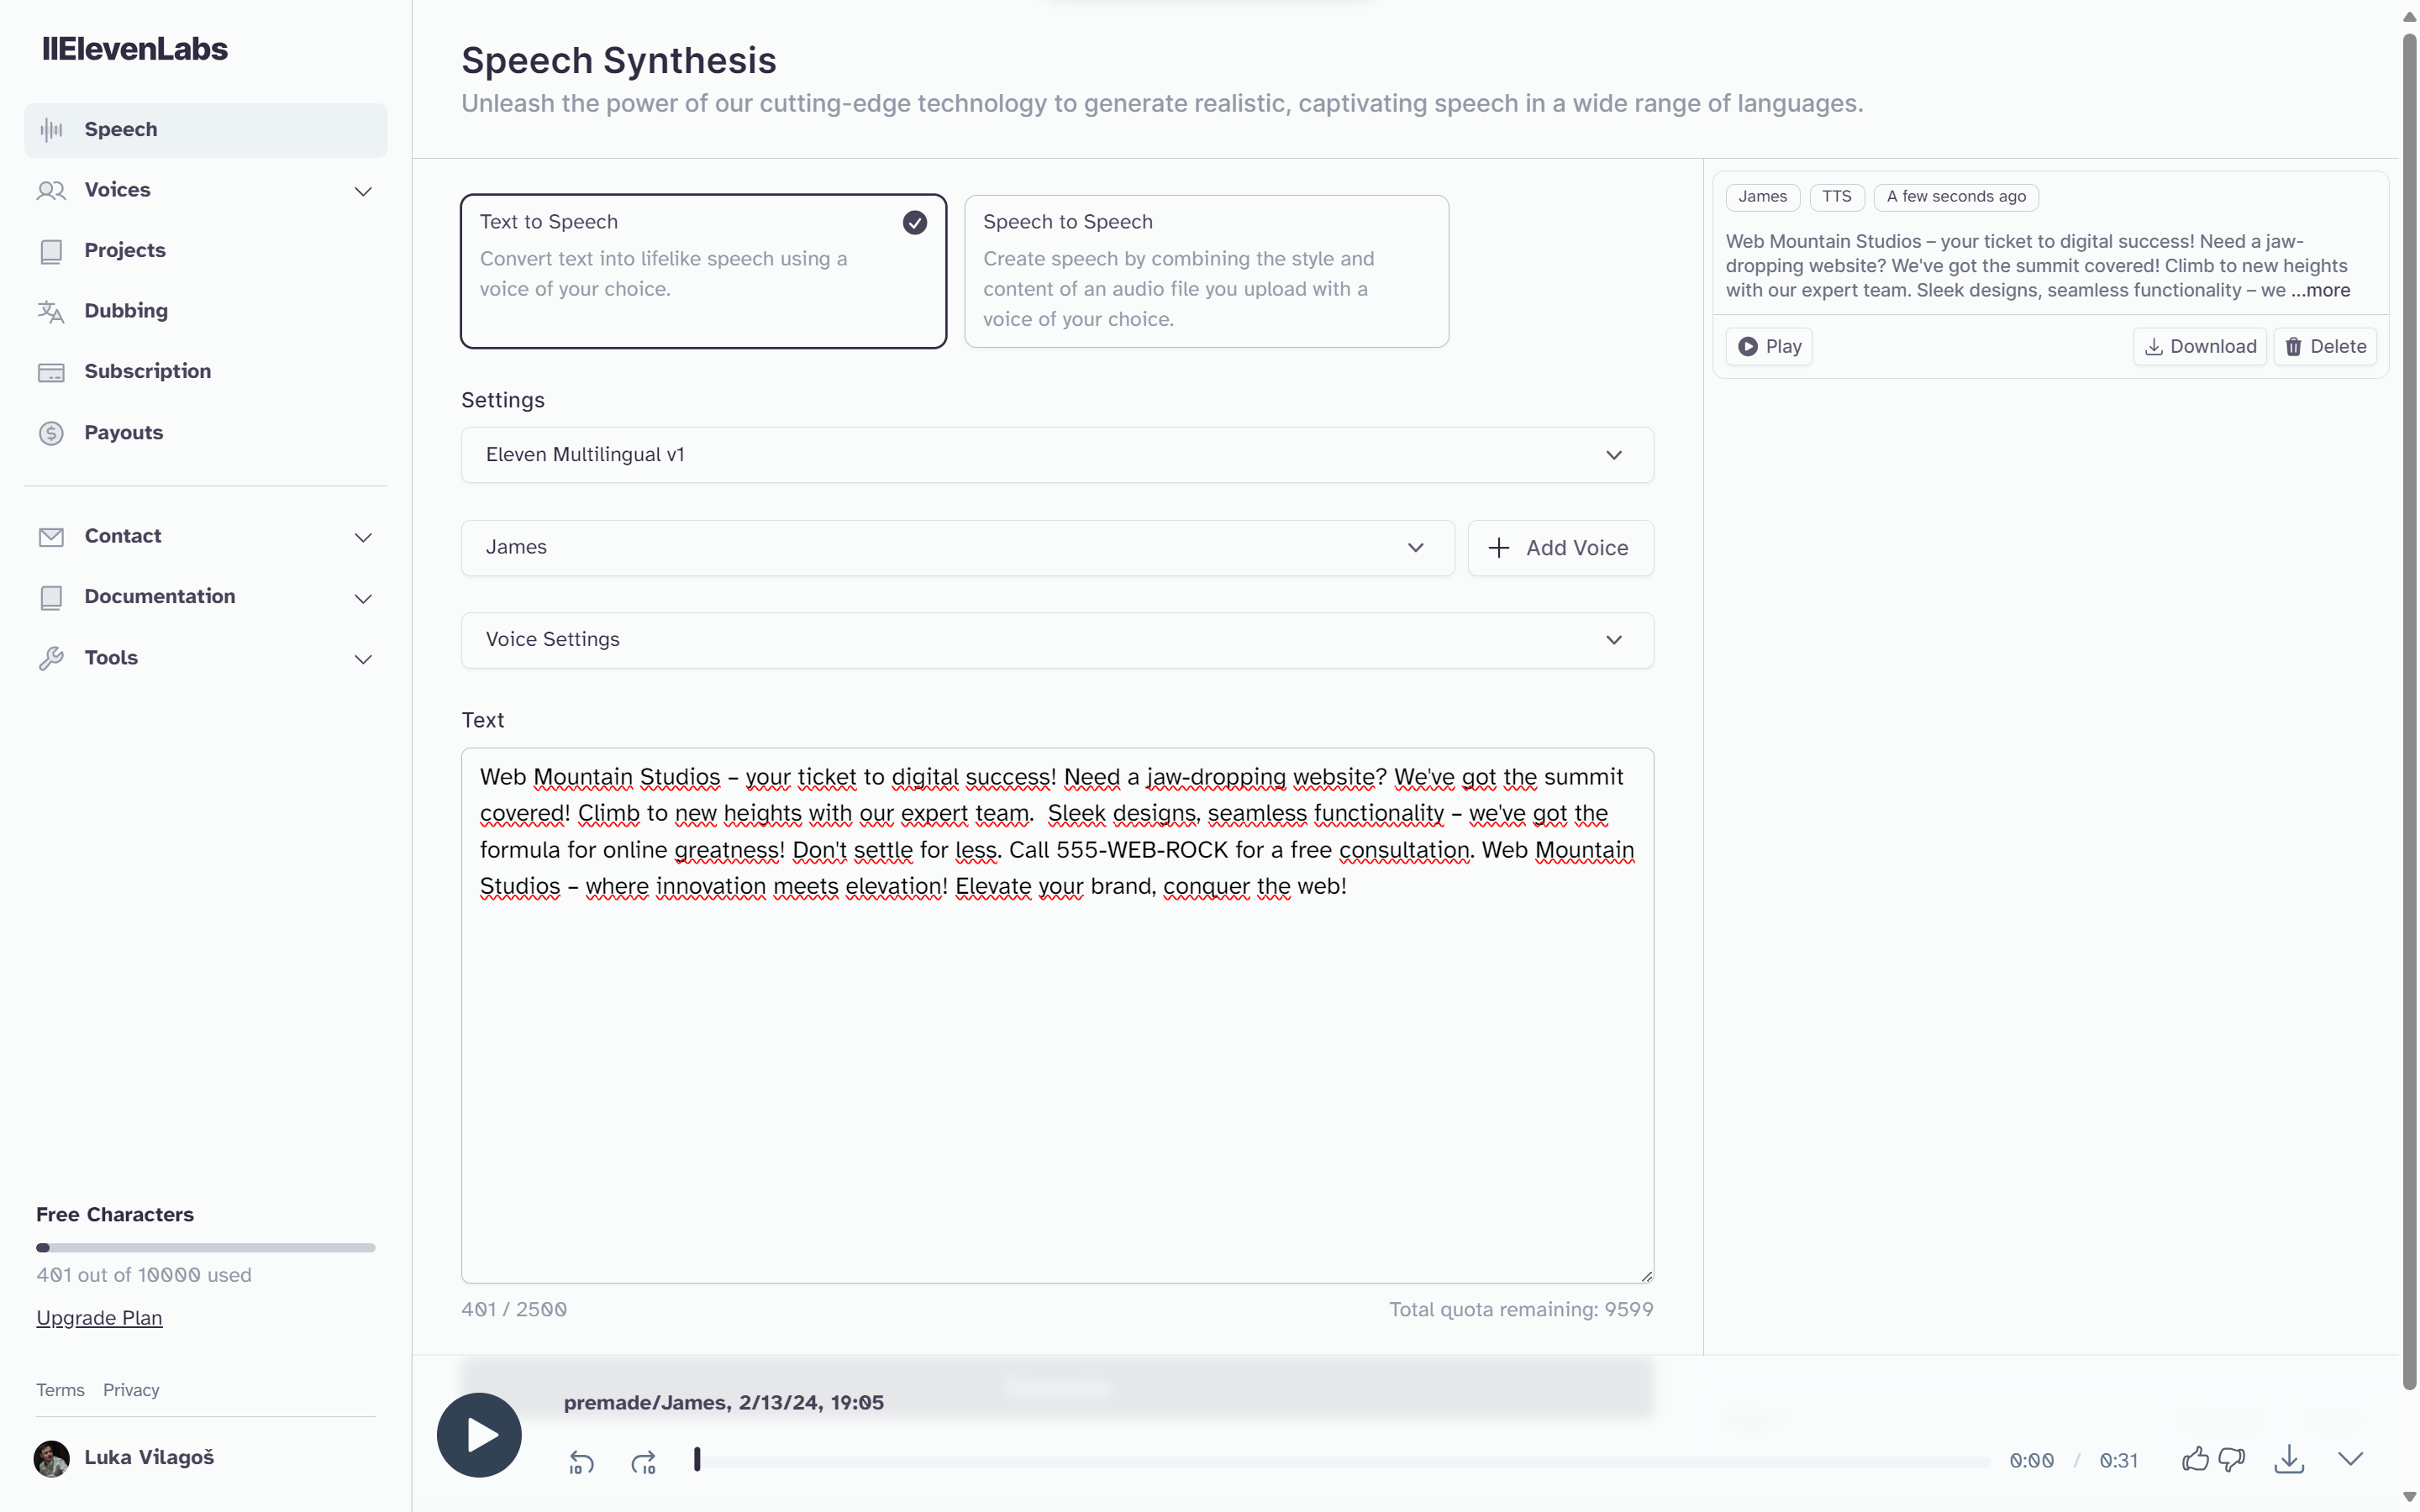 IIElevenLabs
Speech
Voices
Projects
Dubbing
Subscription
Payouts
Contact
Documentation
Tools
Free Characters
401 out of 10000 used
Upgrade Plan
Terms Privacy
Luka Vilagoš
Speech Synthesis
Unleash the power of our cutting-edge technology to generate realistic, captivating speech in a wide range of languages.
Text to Speech
Convert text into lifelike speech using a
voice of your choice.
Speech to Speech
Create speech by combining the style and
content of an audio file you upload with a
voice of your choice.
Settings
Eleven Multilingual v1
James
Add Voice
Voice Settings
Text
Web Mountain Studios – your ticket to digital success! Need a jaw-dropping website? We've got the summit
covered! Climb to new heights with our expert team.  Sleek designs, seamless functionality – we've got the
formula for online greatness! Don't settle for less. Call 555-WEB-ROCK for a free consultation. Web Mountain
Studios – where innovation meets elevation! Elevate your brand, conquer the web!
401 / 2500
Total quota remaining: 9599
James TTS A few seconds ago
Web Mountain Studios – your ticket to digital success! Need a jaw-
dropping website? We've got the summit covered! Climb to new heights
with our expert team. Sleek designs, seamless functionality – we ...more
Play Download Delete
premade/James, 2/13/24, 19:05
10 10
0:00 / 0:31